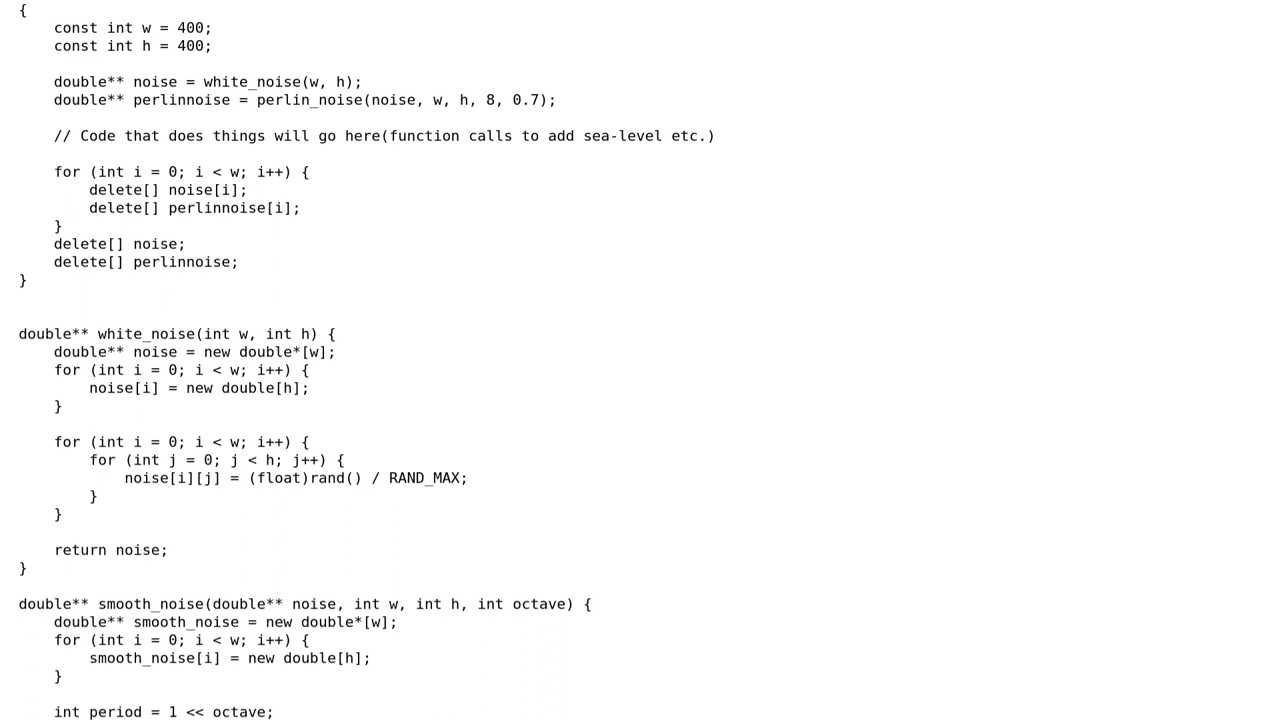 {
    const int w = 400;
    const int h = 400;

    double** noise = white_noise(w, h);
    double** perlinnoise = perlin_noise(noise, w, h, 8, 0.7);

    // Code that does things will go here(function calls to add sea-level etc.)

    for (int i = 0; i < w; i++) {
        delete[] noise[i];
        delete[] perlinnoise[i];
    }
    delete[] noise;
    delete[] perlinnoise;
}


double** white_noise(int w, int h) {
    double** noise = new double*[w];
    for (int i = 0; i < w; i++) {
        noise[i] = new double[h];
    }

    for (int i = 0; i < w; i++) {
        for (int j = 0; j < h; j++) {
            noise[i][j] = (float)rand() / RAND_MAX;
        }
    }

    return noise;
}

double** smooth_noise(double** noise, int w, int h, int octave) {
    double** smooth_noise = new double*[w];
    for (int i = 0; i < w; i++) {
        smooth_noise[i] = new double[h];
    }

    int period = 1 << octave;